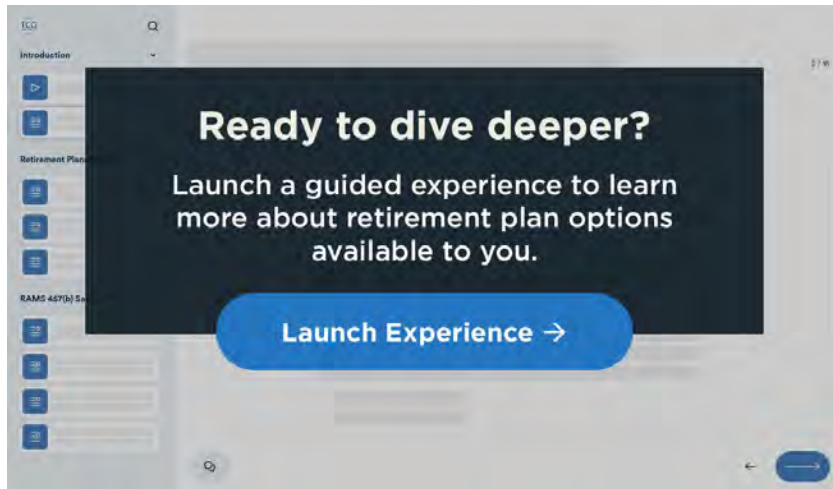 TCG
Introduction
Ready to dive deeper?
Launch a guided experience to learn
more about retirement plan options
available to you.
Retirement Plan
RAMS 457(b) Sa
Launch Experience →